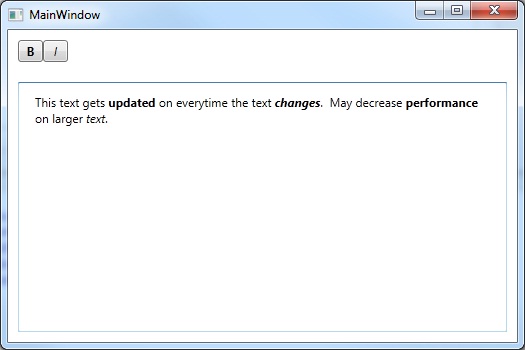 MainWindow
B I
This text gets updated on everytime the text changes.  May decrease performance
on larger text.